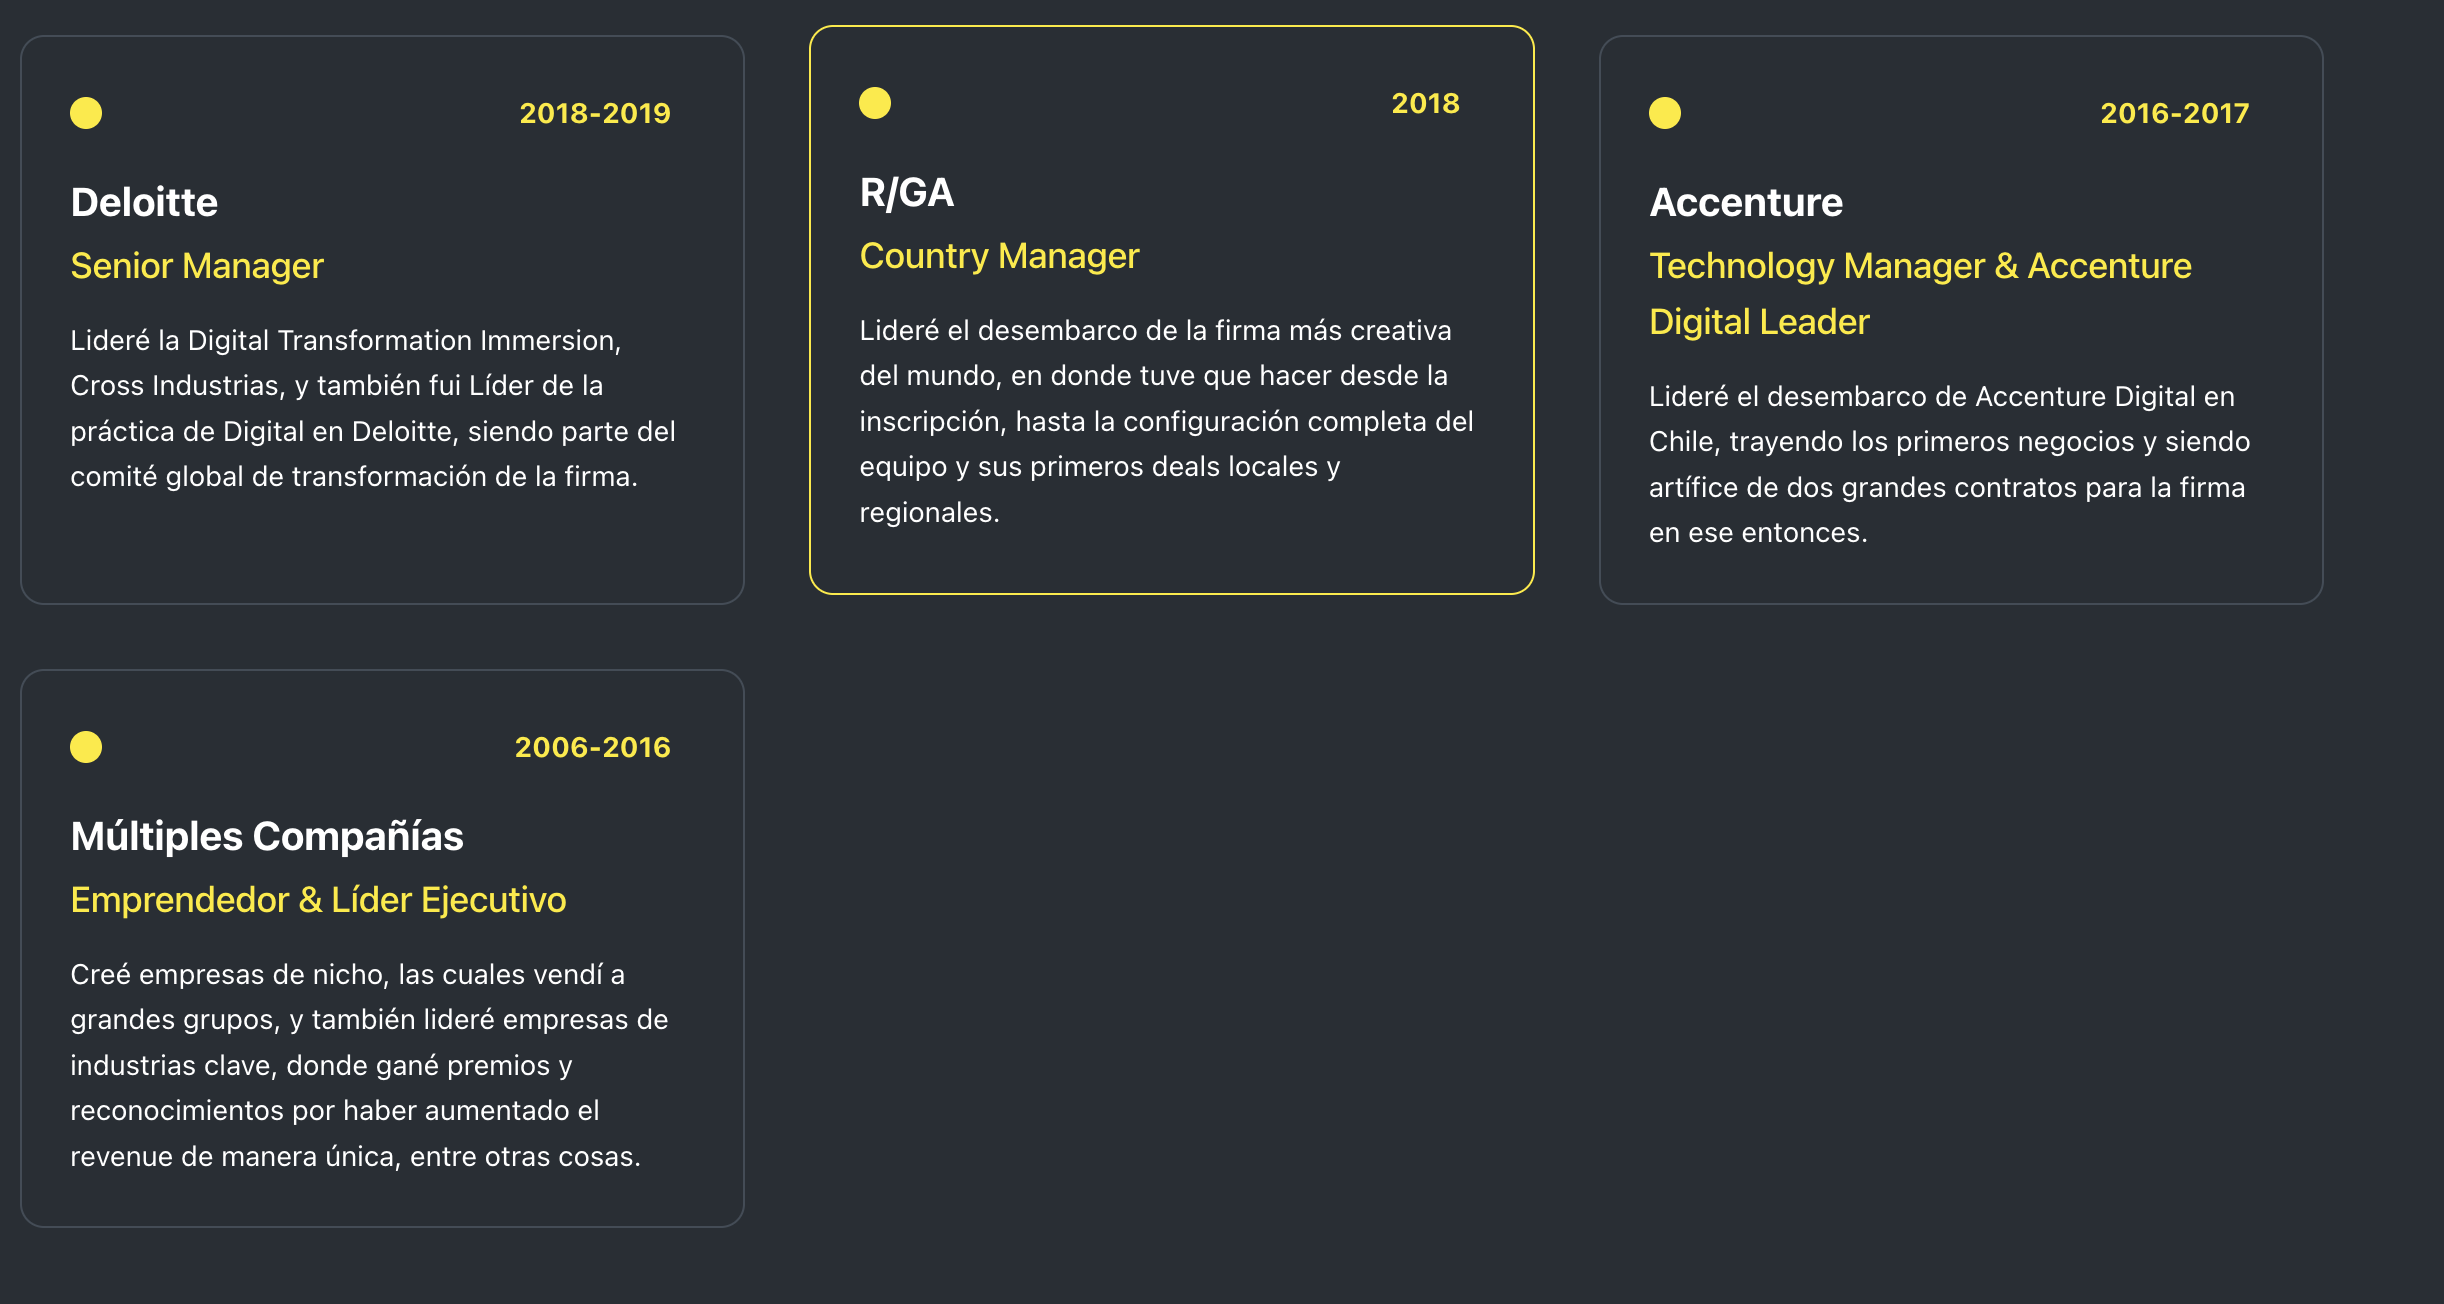 2018-2019
Deloitte
Senior Manager
Lideré la Digital Transformation Immersion,
Cross Industrias, y también fui Líder de la
práctica de Digital en Deloitte, siendo parte del
comité global de transformación de la firma.
2018
R/GA
Country Manager
Lideré el desembarco de la firma más creativa
del mundo, en donde tuve que hacer desde la
inscripción, hasta la configuración completa del
equipo y sus primeros deals locales y
regionales.
2016-2017
Accenture
Technology Manager & Accenture
Digital Leader
Lideré el desembarco de Accenture Digital en
Chile, trayendo los primeros negocios y siendo
artífice de dos grandes contratos para la firma
en ese entonces.
2006-2016
Múltiples Compañías
Emprendedor & Líder Ejecutivo
Creé empresas de nicho, las cuales vendí a
grandes grupos, y también lideré empresas de
industrias clave, donde gané premios y
reconocimientos por haber aumentado el
revenue de manera única, entre otras cosas.